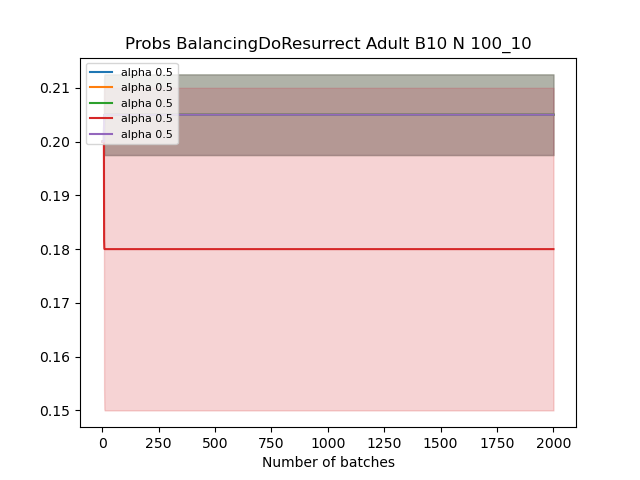 Probs BalancingDoResurrect Adult B10 N 100_10
alpha 0.5
alpha 0.5
alpha 0.5
alpha 0.5
alpha 0.5
0.21
0.20
0.19
0.18
0.17
0.16
0.15
0 250 500 750 1000 1250 1500 1750 2000
Number of batches